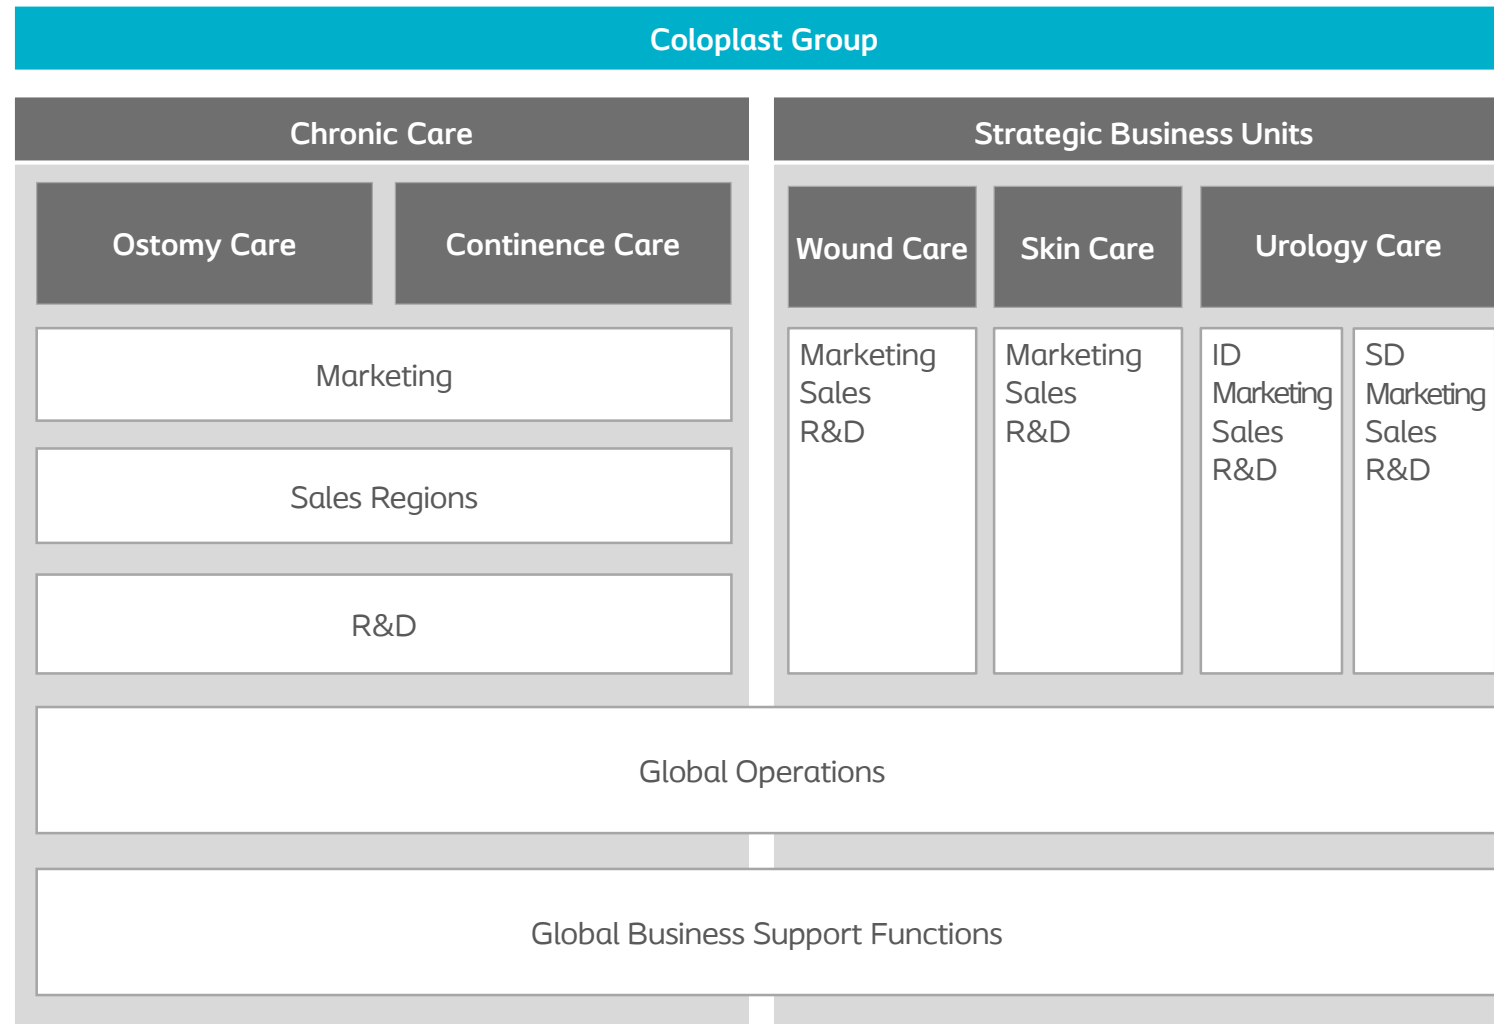 Coloplast Group
Chronic Care
Strategic Business Units
Ostomy Care
Continence Care
Wound Care
Skin Care
Urology Care
Marketing
Sales Regions
R&D
Marketing
Sales
R&D
Marketing
Sales
R&D
ID
Marketing
Sales
R&D
SD
Marketing
Sales
R&D
Global Operations
Global Business Support Functions